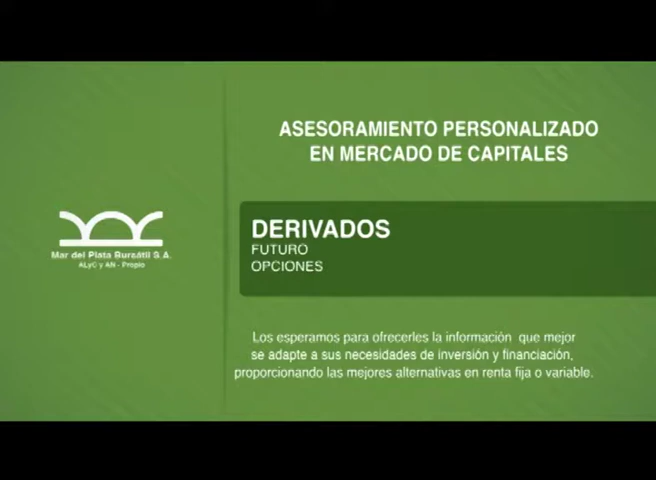 ASESORAMIENTO PERSONALIZADO
EN MERCADO DE CAPITALES
Mar del Plata Bursátil S.A.
ALyC y AN - Propio
DERIVADOS
FUTURO
OPCIONES
Los esperamos para ofrecerles la información que mejor
se adapte a sus necesidades de inversión y financiación,
proporcionando las mejores alternativas en renta fija o variable.